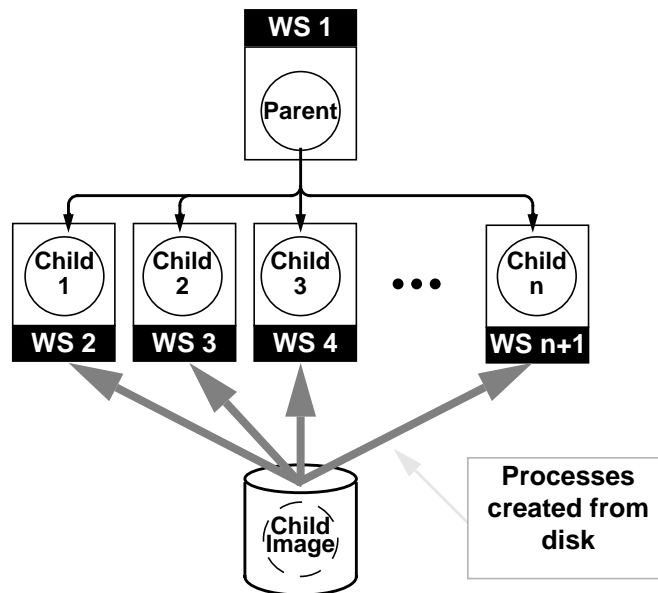 WS 1
Parent
Child
1
Child
2
Child
3
Child
n
WS 2
WS 3
WS 4
WS n+1
Child
Image
Processes
created from
disk